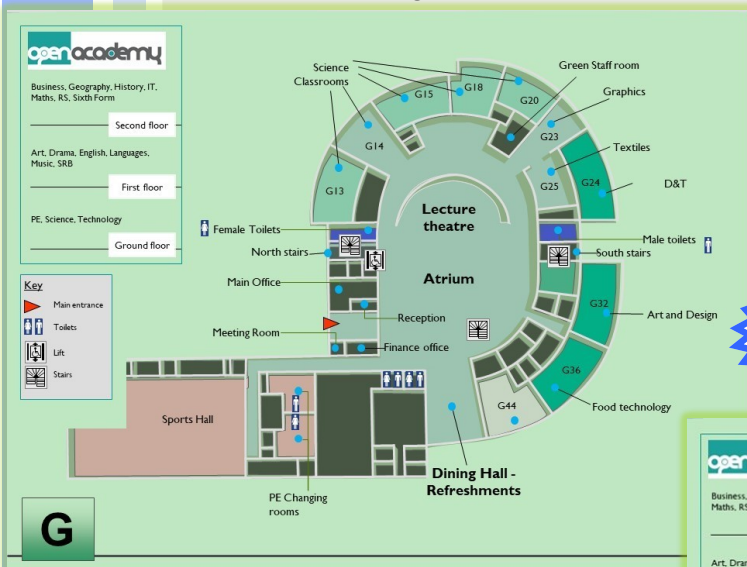 open academy
Business, Geography, History, IT,
Maths, RS, Sixth Form
Second floor
Art, Drama, English, Languages,
Music, SRB
First floor
PE, Science, Technology
Ground floor
Key
Main entrance
Toilets
Lift
Stairs
Science
Classrooms
Green Staff room
Graphics
Textiles
D&T
G15
G18
G20
G23
G14
G13
G25
G24
Lecture
theatre
Female Toilets
Male toilets
North stairs
South stairs
Main Office
Atrium
Reception
G32
Art and Design
Meeting Room
Finance office
G36
Food technology
G44
Sports Hall
Dining Hall -
Refreshments
PE Changing
rooms
G
open
Business,
Maths, RS
Art, Dran